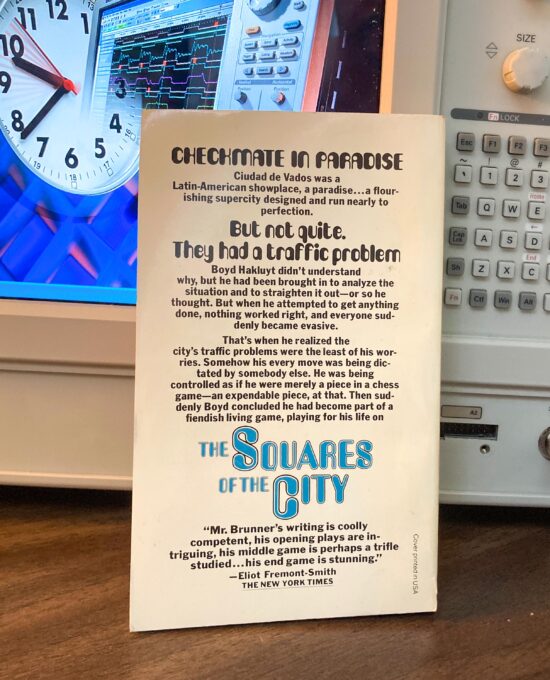 CHECKMATE IN PARADISE
Ciudad de Vados was a
Latin-American showplace, a paradise...a flour-
ishing supercity designed and run nearly to
perfection.
But not quite.
They had a traffic problem
Boyd Hakluyt didn't understand
why, but he had been brought in to analyze the
situation and to straighten it out—or so he
thought. But when he attempted to get anything
done, nothing worked right, and everyone sud-
denly became evasive.
That's when he realized the
city's traffic problems were the least of his wor-
ries. Somehow his every move was being dic-
tated by somebody else. He was being
controlled as if he were merely a piece in a chess
game—an expendable piece, at that. Then sud-
denly Boyd concluded he had become part of a
fiendish living game, playing for his life on
THE SQUARES
OF THE CITY
"Mr. Brunner's writing is coolly
competent, his opening plays are in-
triguing, his middle game is perhaps a trifle
studied...his end game is stunning."
—Eliot Fremont-Smith
THE NEW YORK TIMES
Cover printed in USA
11 12
10
9 3
8 4
7 6 5
SIZE
Fn LOCK
Esc F1 F2 F3
~ ! @ #
1 2 3
Home
Tab Q W E
Cap Lock A S D
End
Sh Z X C
Fn Ctl Win Alt
A2